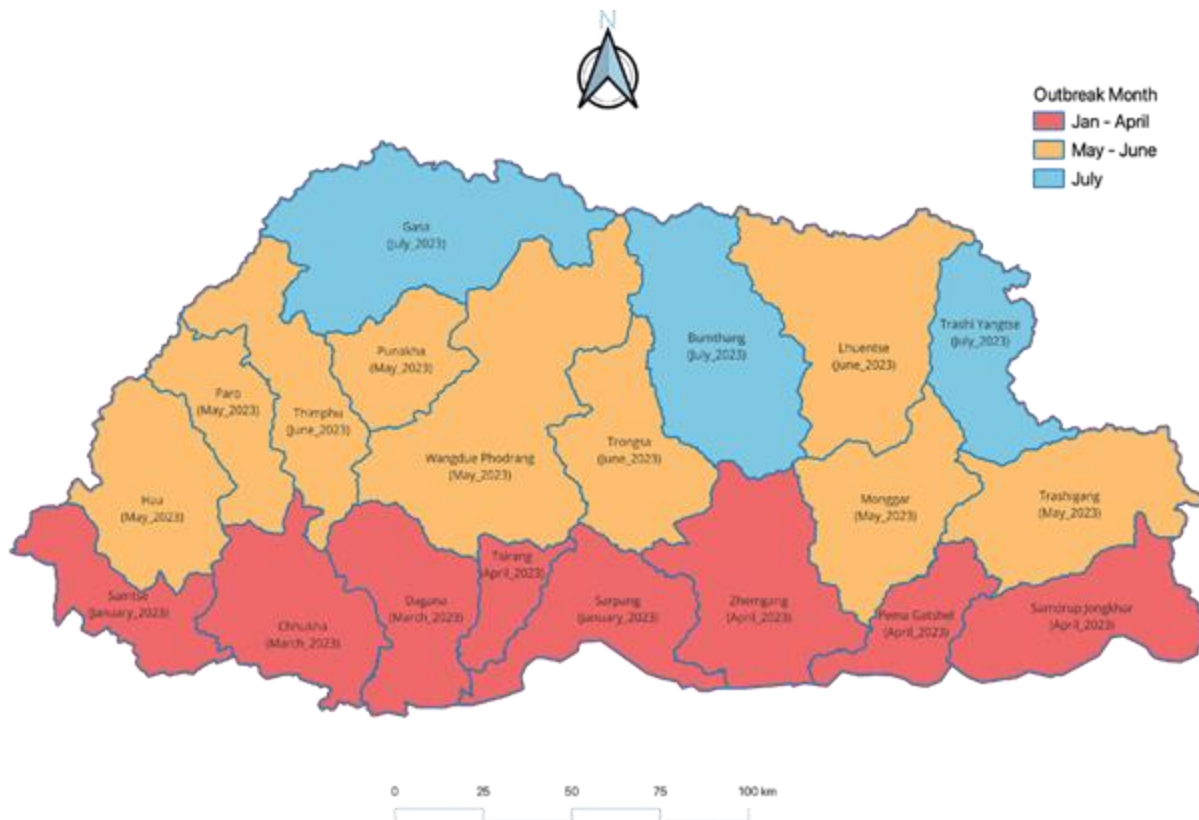 N
Outbreak Month
Jan - April
May - June
July
Gasa
(July_2023)
Punakha
(May_2023)
Bumthang
(July_2023)
Lhuentse
(June_2023)
Trashi Yangtse
(July_2023)
Paro
(May_2023)
Thimphu
(June_2023)
Wangdue Phodrang
(May_2023)
Trongsa
(June_2023)
Haa
(May_2023)
Monggar
(May_2023)
Trashigang
(May_2023)
Samtse
(January_2023)
Chhukha
(March_2023)
Dagana
(March_2023)
Tsirang
(April_2023)
Sarpang
(January_2023)
Zhemgang
(April_2023)
Pema Gatshel
(April_2023)
Samdrup Jongkhar
(April_2023)
0 25 50 75 100 km